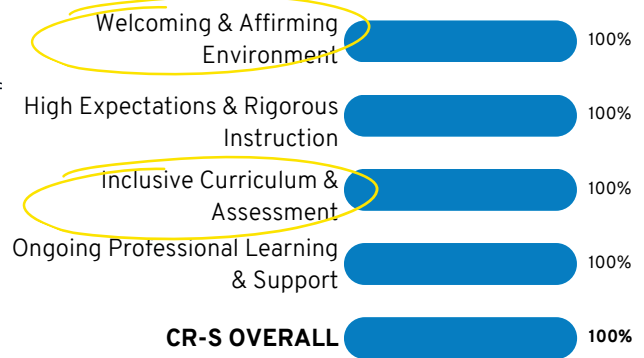 Welcoming & Affirming
Environment
100%
High Expectations & Rigorous
Instruction
100%
Inclusive Curriculum &
Assessment
100%
Ongoing Professional Learning
& Support
100%
CR-S OVERALL
100%